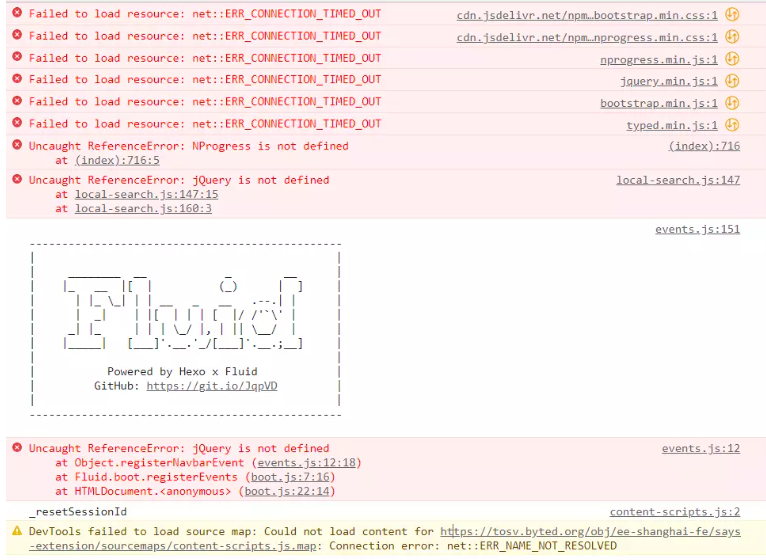 Failed to load resource: net::ERR_CONNECTION_TIMED_OUT cdn.jsdelivr.net/npm…bootstrap.min.css:1
Failed to load resource: net::ERR_CONNECTION_TIMED_OUT cdn.jsdelivr.net/npm…nprogress.min.css:1
Failed to load resource: net::ERR_CONNECTION_TIMED_OUT nprogress.min.js:1
Failed to load resource: net::ERR_CONNECTION_TIMED_OUT jquery.min.js:1
Failed to load resource: net::ERR_CONNECTION_TIMED_OUT bootstrap.min.js:1
Failed to load resource: net::ERR_CONNECTION_TIMED_OUT typed.min.js:1
Uncaught ReferenceError: NProgress is not defined (index):716
at (index):716:5
Uncaught ReferenceError: jQuery is not defined local-search.js:147
at local-search.js:147:15
at local-search.js:160:3
events.js:151
Fluid
Powered by Hexo x Fluid
GitHub: https://git.io/JqpVD
Uncaught ReferenceError: jQuery is not defined events.js:12
at Object.registerNavbarEvent (events.js:12:18)
at Fluid.boot.registerEvents (boot.js:7:16)
at HTMLDocument.<anonymous> (boot.js:22:14)
_resetSessionId content-scripts.js:2
DevTools failed to load source map: Could not load content for https://tosv.byted.org/obj/ee-shanghai-fe/says
-extension/sourcemaps/content-scripts.js.map: Connection error: net::ERR_NAME_NOT_RESOLVED